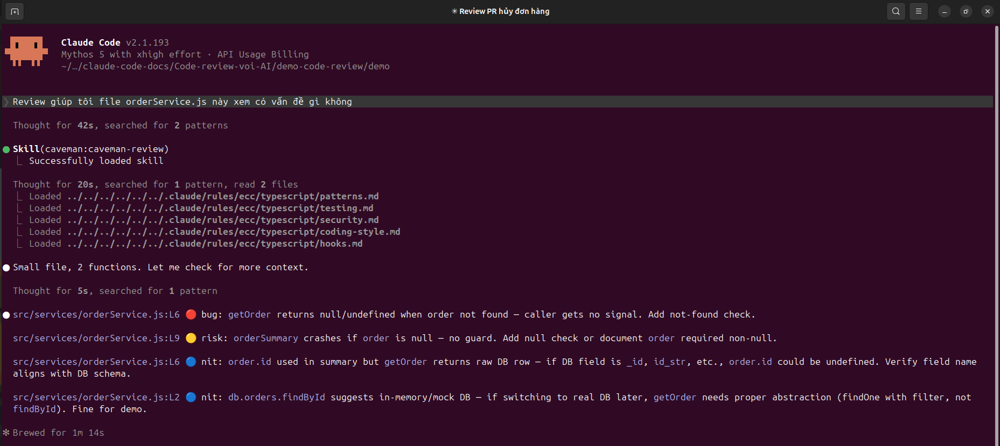 ✳ Review PR hủy đơn hàng
Claude Code v2.1.193
Mythos 5 with xhigh effort · API Usage Billing
~/…/claude-code-docs/Code-review-voi-AI/demo-code-review/demo
❯ Review giúp tôi file orderService.js này xem có vấn đề gì không
Thought for 42s, searched for 2 patterns
● Skill(caveman:caveman-review)
⎿ Successfully loaded skill
Thought for 20s, searched for 1 pattern, read 2 files
⎿ Loaded ../../../../../../.claude/rules/ecc/typescript/patterns.md
⎿ Loaded ../../../../../../.claude/rules/ecc/typescript/testing.md
⎿ Loaded ../../../../../../.claude/rules/ecc/typescript/security.md
⎿ Loaded ../../../../../../.claude/rules/ecc/typescript/coding-style.md
⎿ Loaded ../../../../../../.claude/rules/ecc/typescript/hooks.md
● Small file, 2 functions. Let me check for more context.
Thought for 5s, searched for 1 pattern
● src/services/orderService.js:L6 🔴 bug: getOrder returns null/undefined when order not found — caller gets no signal. Add not-found check.
src/services/orderService.js:L9 🟡 risk: orderSummary crashes if order is null — no guard. Add null check or document order required non-null.
src/services/orderService.js:L6 🔵 nit: order.id used in summary but getOrder returns raw DB row — if DB field is _id, id_str, etc., order.id could be undefined. Verify field name
aligns with DB schema.
src/services/orderService.js:L2 🔵 nit: db.orders.findById suggests in-memory/mock DB — if switching to real DB later, getOrder needs proper abstraction (findOne with filter, not
findById). Fine for demo.
✻ Brewed for 1m 14s